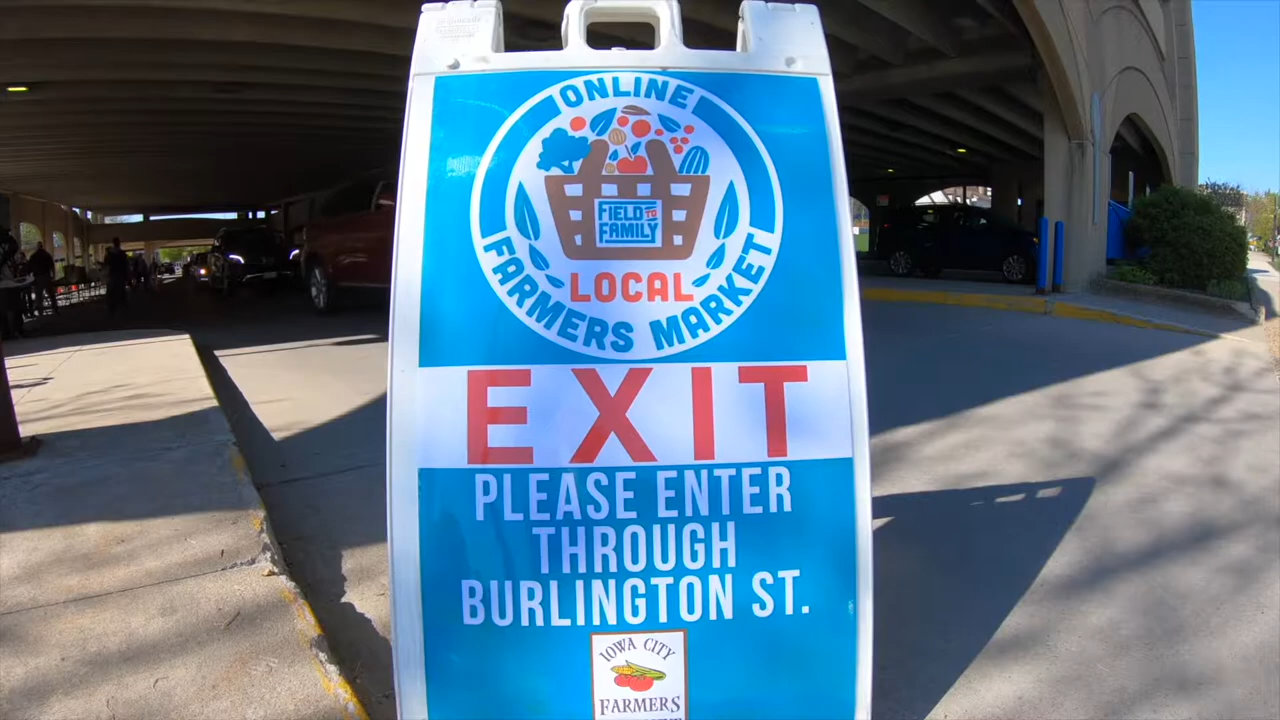 ONLINE
FIELD TO
FAMILY
LOCAL
FARMERS MARKET
EXIT
PLEASE ENTER
THROUGH
BURLINGTON ST.
IOWA CITY
FARMERS